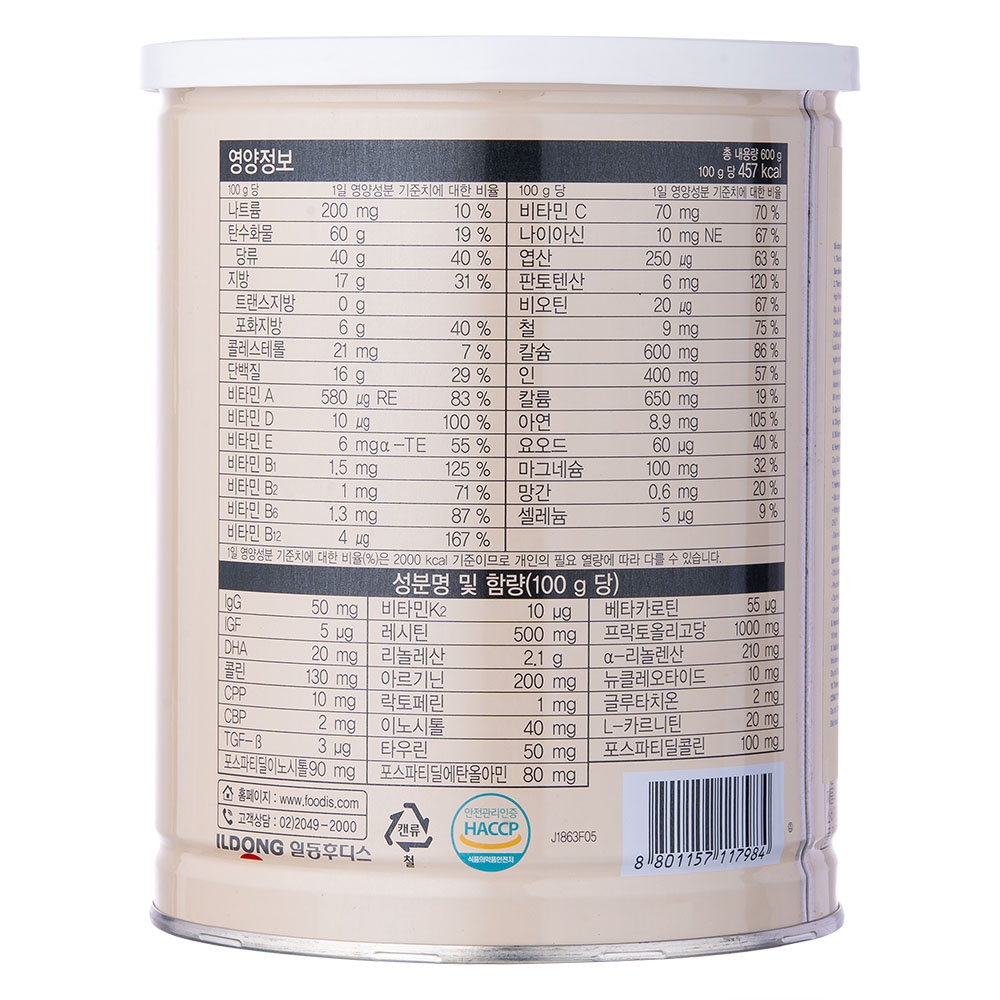 영양정보
총 내용량 600 g
100 g 당 457 kcal
100 g 당 1일 영양성분 기준치에 대한 비율
나트륨 200 mg 10 %
탄수화물 60 g 19 %
당류 40 g 40 %
지방 17 g 31 %
트랜스지방 0 g
포화지방 6 g 40 %
콜레스테롤 21 mg 7 %
단백질 16 g 29 %
비타민 A 580 ㎍ RE 83 %
비타민 D 10 ㎍ 100 %
비타민 E 6 mgα-TE 55 %
비타민 B1 1.5 mg 125 %
비타민 B2 1 mg 71 %
비타민 B6 1.3 mg 87 %
비타민 B12 4 ㎍ 167 %
100 g 당 1일 영양성분 기준치에 대한 비율
비타민 C 70 mg 70 %
나이아신 10 mg NE 67 %
엽산 250 ㎍ 63 %
판토텐산 6 mg 120 %
비오틴 20 ㎍ 67 %
철 9 mg 75 %
칼슘 600 mg 86 %
인 400 mg 57 %
칼륨 650 mg 19 %
아연 8.9 mg 105 %
요오드 60 ㎍ 40 %
마그네슘 100 mg 32 %
망간 0.6 mg 20 %
셀레늄 5 ㎍ 9 %
1일 영양성분 기준치에 대한 비율(%)은 2000 kcal 기준이므로 개인의 필요 열량에 따라 다를 수 있습니다.
성분명 및 함량(100 g 당)
IgG 50 mg 비타민K2 10 ㎍ 베타카로틴 55 ㎍
IGF 5 ㎍ 레시틴 500 mg 프락토올리고당 1000 mg
DHA 20 mg 리놀레산 2.1 g α-리놀렌산 210 mg
콜린 130 mg 아르기닌 200 mg 뉴클레오타이드 10 mg
CPP 10 mg 락토페린 1 mg 글루타치온 2 mg
CBP 2 mg 이노시톨 40 mg L-카르니틴 20 mg
TGF-ß 3 ㎍ 타우린 50 mg 포스파티딜콜린 100 mg
포스파티딜이노시톨 90 mg 포스파티딜에탄올아민 80 mg
홈페이지 : www.foodis.com
고객상담 : 02)2049-2000
ILDONG 일동후디스
캔류
철
안전관리인증
HACCP
식품의약품안전처
J1863F05
8 801157 117984